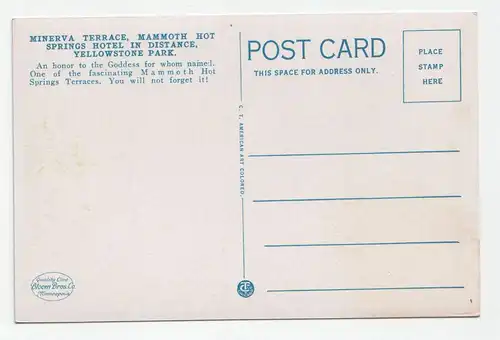 MINERVA TERRACE, MAMMOTH HOT
SPRINGS HOTEL IN DISTANCE,
YELLOWSTONE PARK.
An honor to the Goddess for whom named.
One of the fascinating Mammoth Hot
Springs Terraces. You will not forget it!
POST CARD
THIS SPACE FOR ADDRESS ONLY.
PLACE
STAMP
HERE
C. T. AMERICAN ART COLORED.
Quality Line
Bloom Bros. Co.
Minneapolis